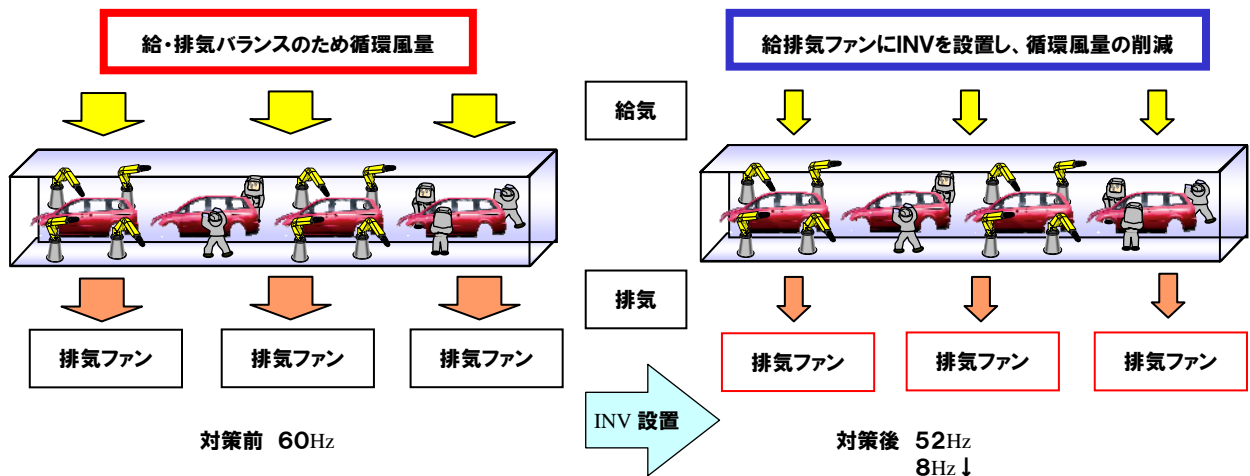 給・排気バランスのため循環風量
給排気ファンにINVを設置し、循環風量の削減
給気
排気
排気ファン
排気ファン
排気ファン
排気ファン
排気ファン
排気ファン
INV 設置
対策前 60Hz
対策後 52Hz
8Hz↓